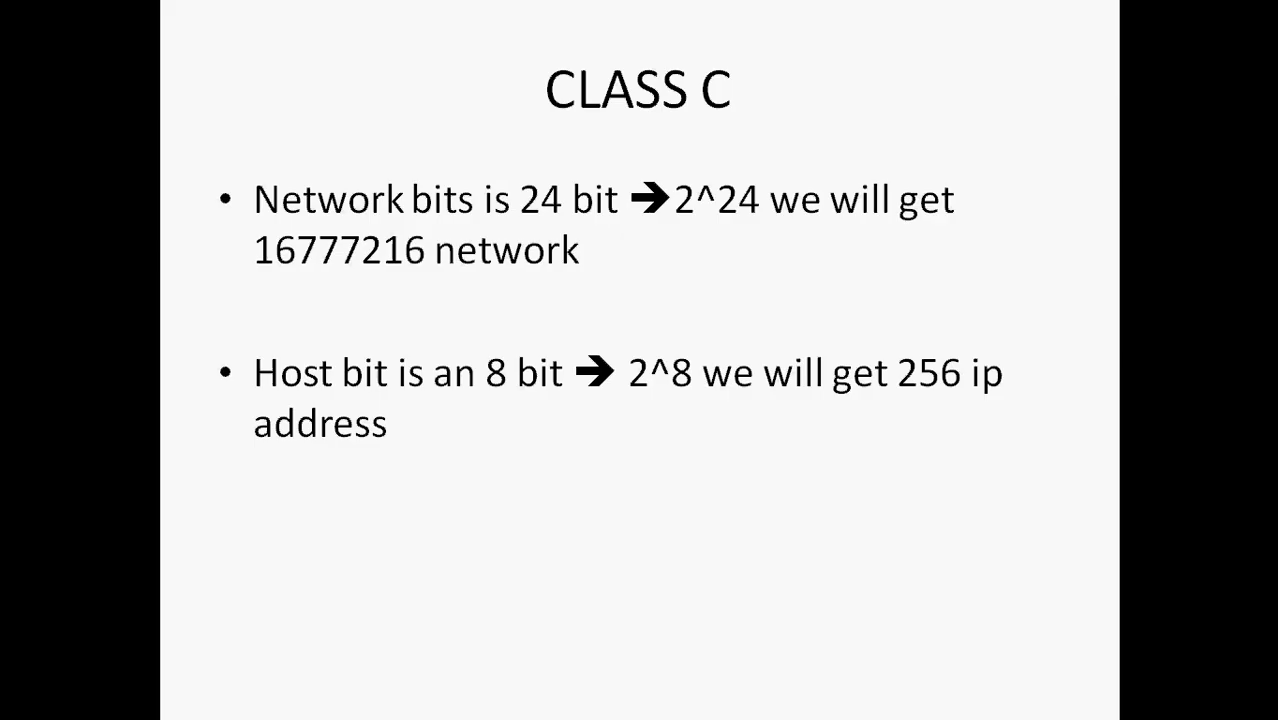 CLASS C
• Network bits is 24 bit ➔2^24 we will get
16777216 network
• Host bit is an 8 bit ➔ 2^8 we will get 256 ip
address